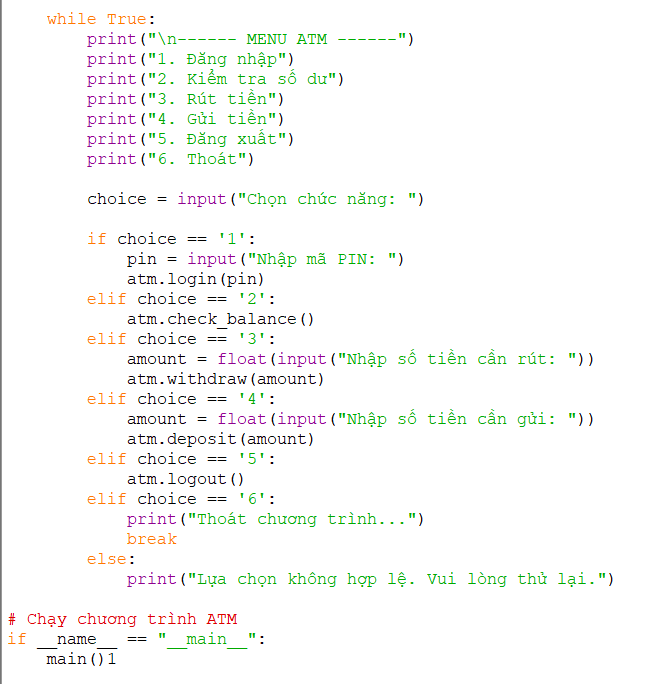 while True:
print("\n------ MENU ATM ------")
print("1. Đăng nhập")
print("2. Kiểm tra số dư")
print("3. Rút tiền")
print("4. Gửi tiền")
print("5. Đăng xuất")
print("6. Thoát")
choice = input("Chọn chức năng: ")
if choice == '1':
pin = input("Nhập mã PIN: ")
atm.login(pin)
elif choice == '2':
atm.check_balance()
elif choice == '3':
amount = float(input("Nhập số tiền cần rút: "))
atm.withdraw(amount)
elif choice == '4':
amount = float(input("Nhập số tiền cần gửi: "))
atm.deposit(amount)
elif choice == '5':
atm.logout()
elif choice == '6':
print("Thoát chương trình...")
break
else:
print("Lựa chọn không hợp lệ. Vui lòng thử lại.")
# Chạy chương trình ATM
if __name__ == "__main__":
main()1